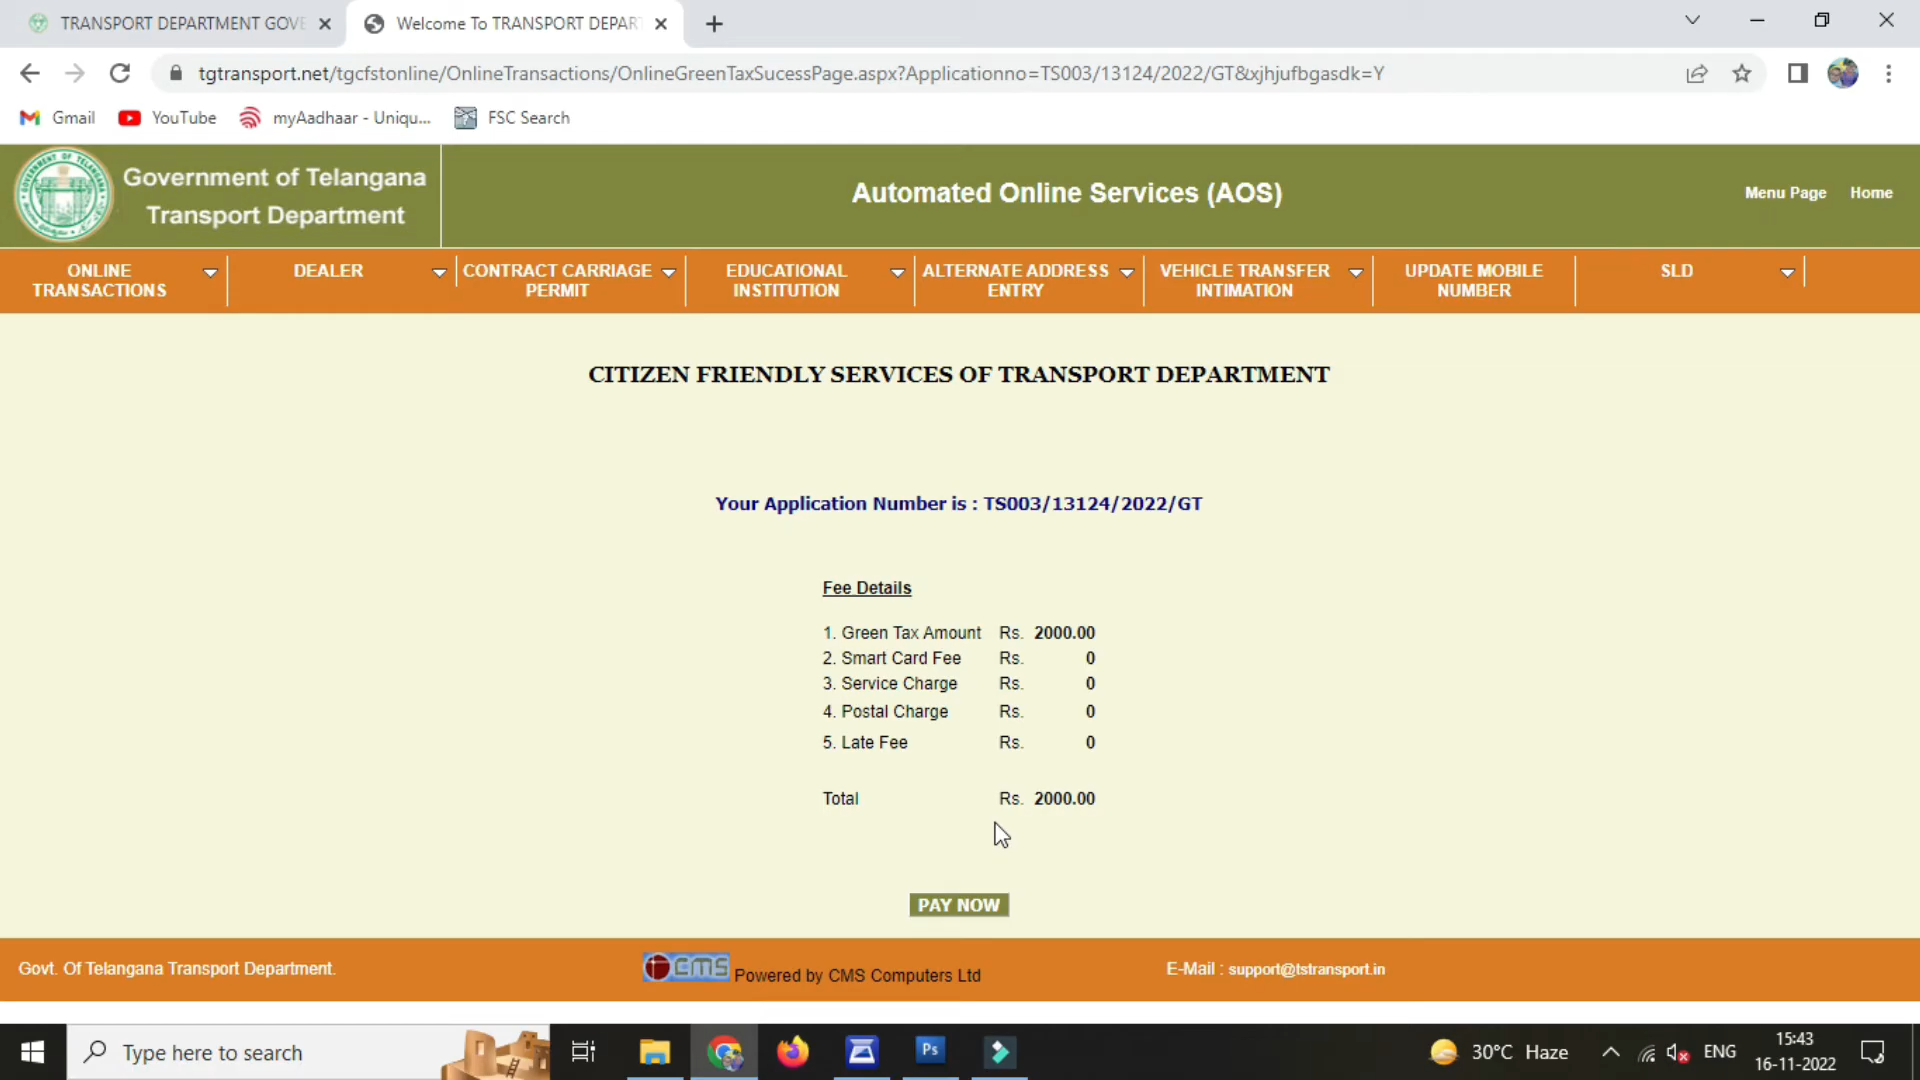 TRANSPORT DEPARTMENT GOVE
Welcome To TRANSPORT DEPAR
tgtransport.net/tgcfstonline/OnlineTransactions/OnlineGreenTaxSucessPage.aspx?Applicationno=TS003/13124/2022/GT&xjhjufbgasdk=Y
Gmail YouTube myAadhaar - Uniqu... FSC Search
Government of Telangana
Transport Department
Automated Online Services (AOS)
Menu Page Home
ONLINE TRANSACTIONS
DEALER
CONTRACT CARRIAGE PERMIT
EDUCATIONAL INSTITUTION
ALTERNATE ADDRESS ENTRY
VEHICLE TRANSFER INTIMATION
UPDATE MOBILE NUMBER
SLD
CITIZEN FRIENDLY SERVICES OF TRANSPORT DEPARTMENT
Your Application Number is : TS003/13124/2022/GT
Fee Details
1. Green Tax Amount Rs. 2000.00
2. Smart Card Fee Rs. 0
3. Service Charge Rs. 0
4. Postal Charge Rs. 0
5. Late Fee Rs. 0
Total Rs. 2000.00
PAY NOW
Govt. Of Telangana Transport Department.
CMS Powered by CMS Computers Ltd
E-Mail : support@tstransport.in
Type here to search
Ps
30°C Haze
ENG
15:43
16-11-2022